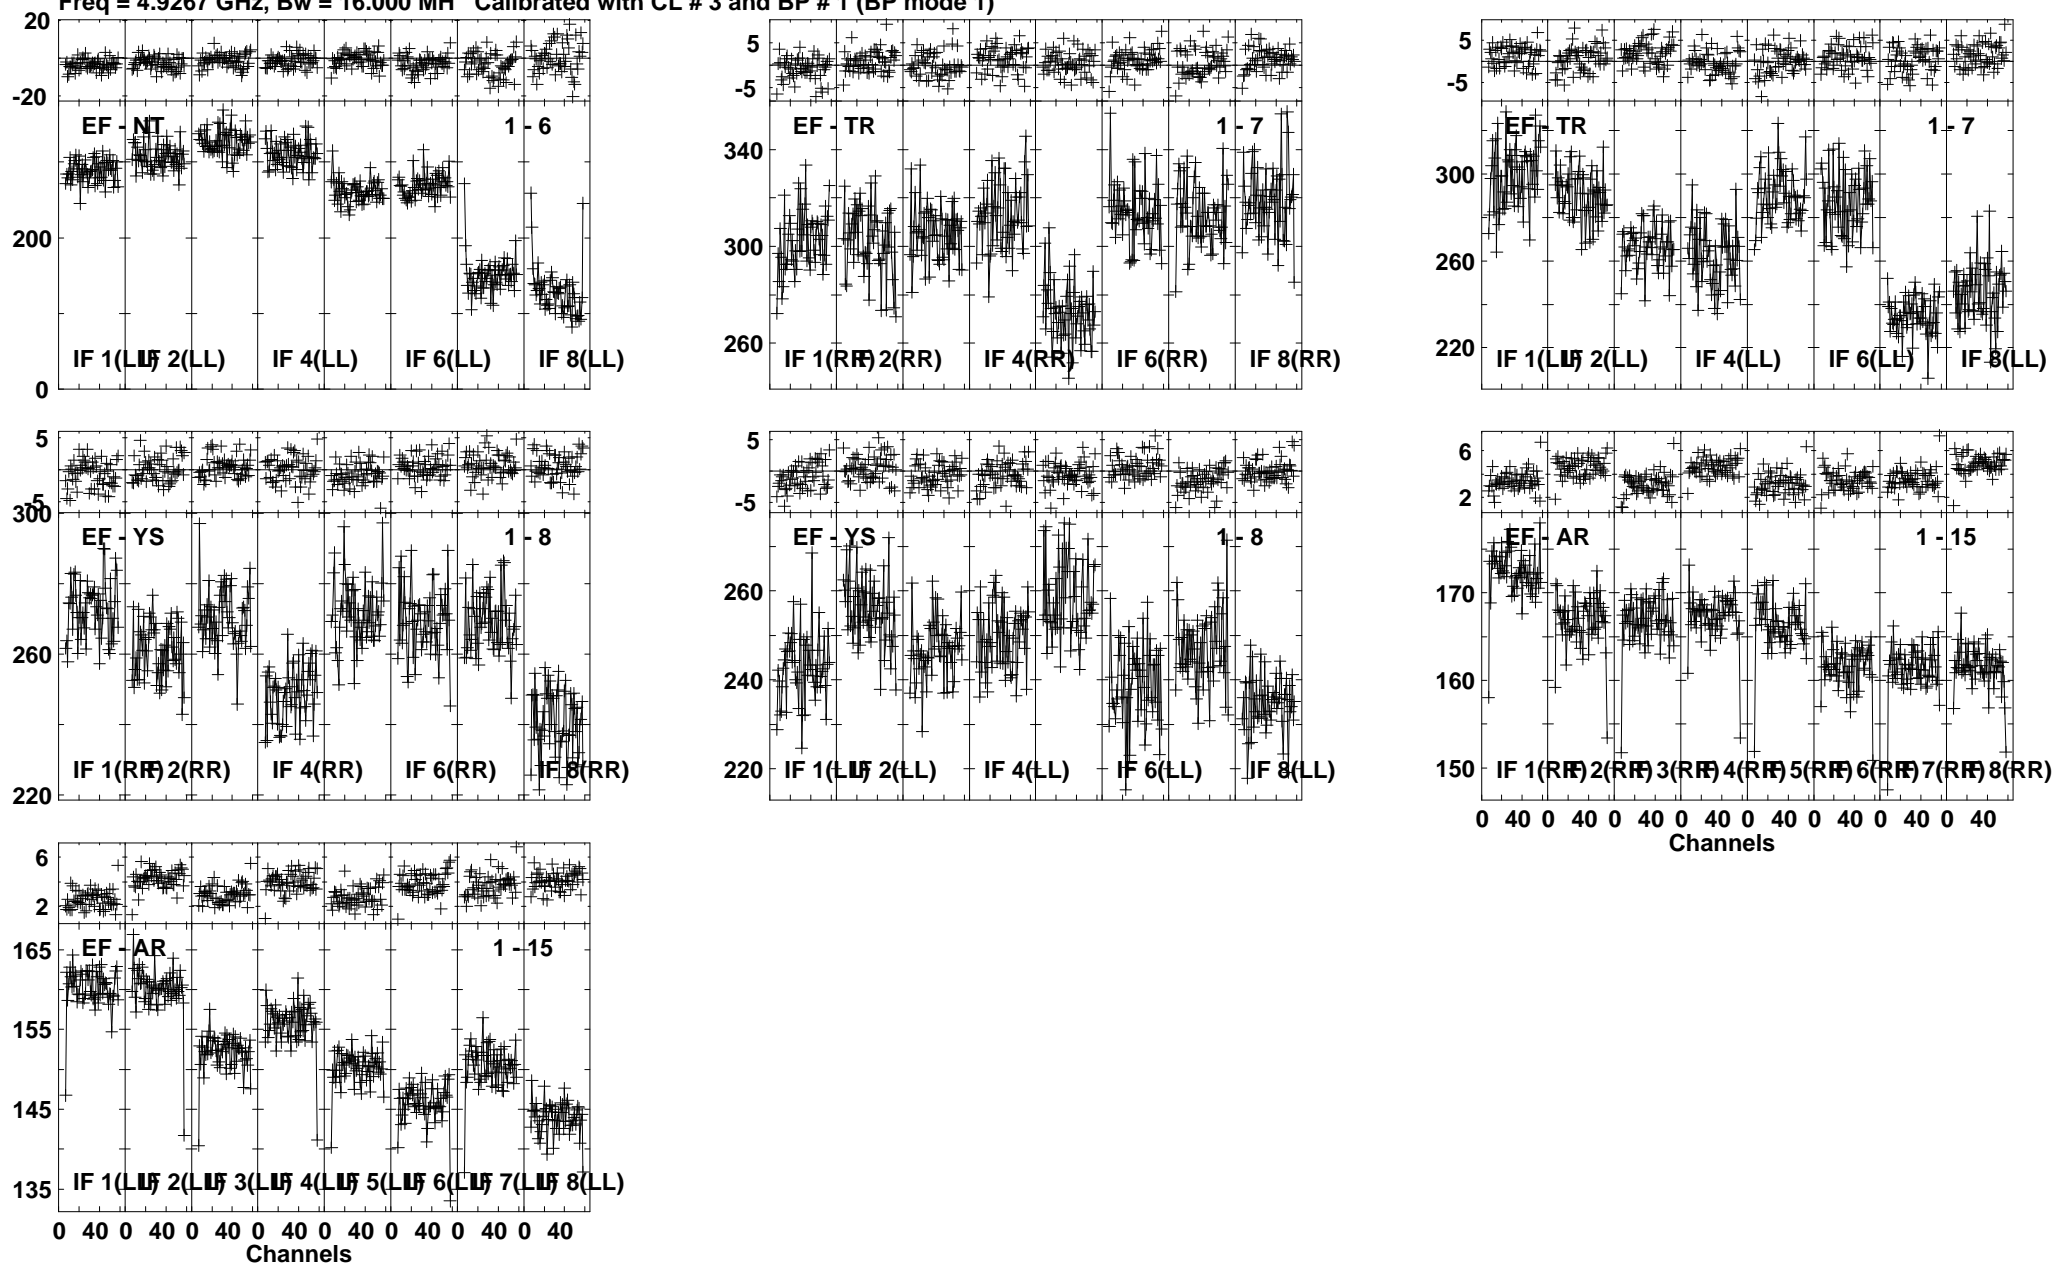 Freq = 4.9267 GHz, Bw = 16.000 MH Calibrated with CL # 3 and BP # 1 (BP mode 1)
20
-20
EF - NT 1 - 6
200
0
IF 1(LL) IF 2(LL) IF 4(LL) IF 6(LL) IF 8(LL)
5
-5
EF - TR 1 - 7
340
300
260
IF 1(RR) IF 2(RR) IF 4(RR) IF 6(RR) IF 8(RR)
5
-5
EF - TR 1 - 7
300
260
220
IF 1(LL) IF 2(LL) IF 4(LL) IF 6(LL) IF 8(LL)
5
-5
300
EF - YS 1 - 8
260
220
IF 1(RR) IF 2(RR) IF 4(RR) IF 6(RR) IF 8(RR)
5
-5
EF - YS 1 - 8
260
240
220
IF 1(LL) IF 2(LL) IF 4(LL) IF 6(LL) IF 8(LL)
6
2
EF - AR 1 - 15
170
160
150
IF 1(RR) IF 2(RR) IF 3(RR) IF 4(RR) IF 5(RR) IF 6(RR) IF 7(RR) IF 8(RR)
0 40 0 40 0 40 0 40 0 40 0 40 0 40 0 40
Channels
6
2
EF - AR 1 - 15
165
155
145
135
IF 1(LL) IF 2(LL) IF 3(LL) IF 4(LL) IF 5(LL) IF 6(LL) IF 7(LL) IF 8(LL)
0 40 0 40 0 40 0 40 0 40 0 40 0 40 0 40
Channels